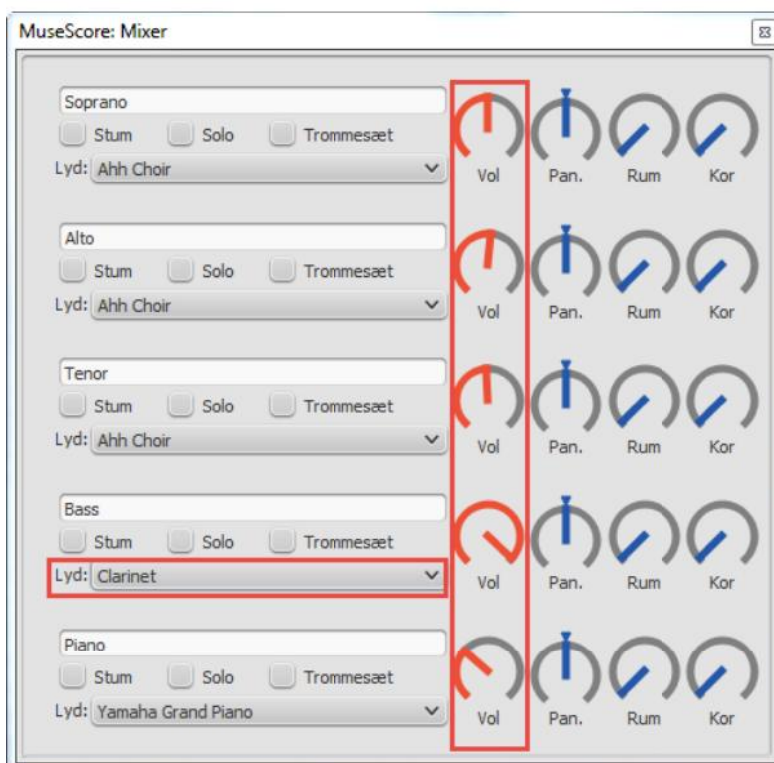 MuseScore: Mixer
Soprano
Stum Solo Trommesæt
Lyd: Ahh Choir
Vol Pan. Rum Kor
Alto
Stum Solo Trommesæt
Lyd: Ahh Choir
Vol Pan. Rum Kor
Tenor
Stum Solo Trommesæt
Lyd: Ahh Choir
Vol Pan. Rum Kor
Bass
Stum Solo Trommesæt
Lyd: Clarinet
Vol Pan. Rum Kor
Piano
Stum Solo Trommesæt
Lyd: Yamaha Grand Piano
Vol Pan. Rum Kor